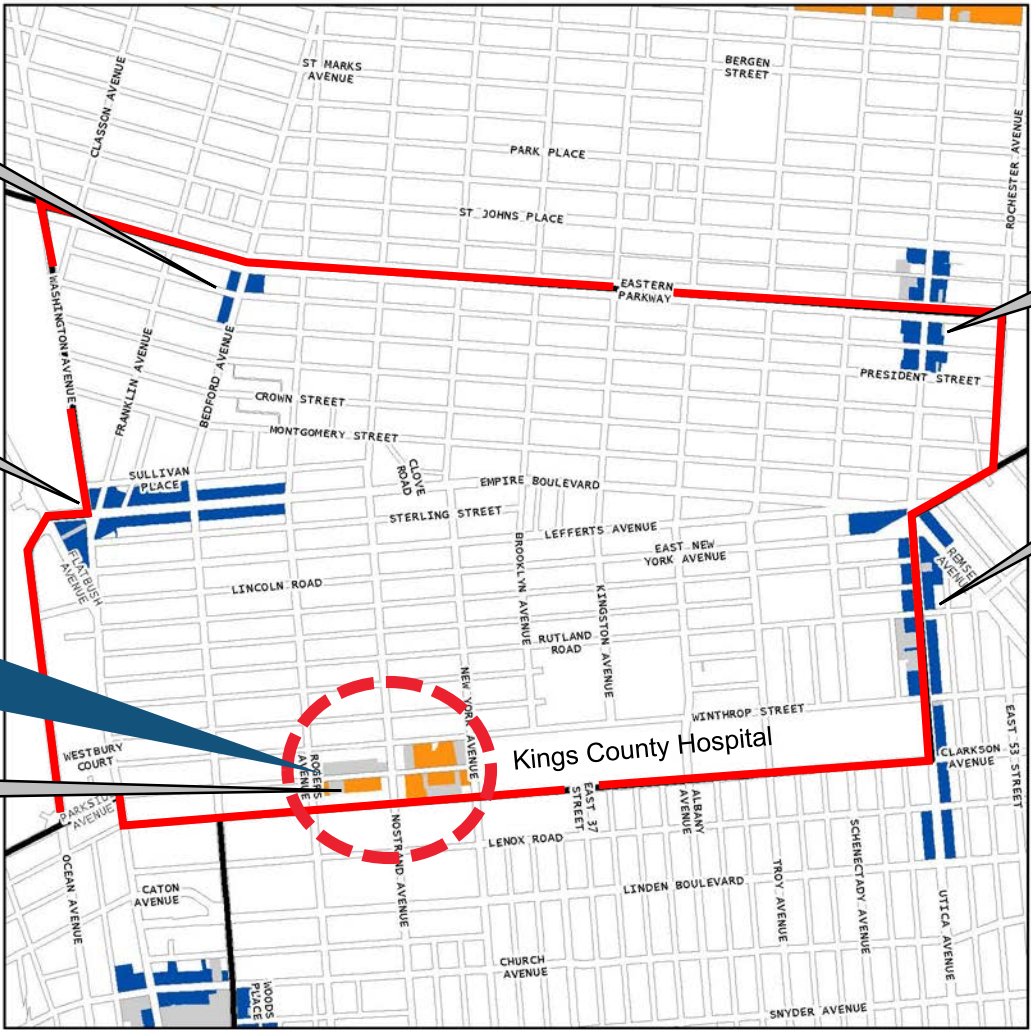 ST MARKS
AVENUE
BERGEN
STREET
CLASSON AVENUE
ROCHESTER AVENUE
PARK PLACE
ST JOHNS PLACE
EASTERN
PARKWAY
WASHINGTON AVENUE
FRANKLIN AVENUE
BEDFORD AVENUE
PRESIDENT STREET
CROWN STREET
MONTGOMERY STREET
CLOVE
ROAD
SULLIVAN
PLACE
EMPIRE BOULEVARD
STERLING STREET
LEFFERTS AVENUE
EAST NEW
YORK AVENUE
FLATBUSH
AVENUE
LINCOLN ROAD
BROOKLYN AVENUE
KINGSTON AVENUE
REMSE
AVENUE
RUTLAND
ROAD
NEW YORK AVENUE
WINTHROP STREET
EAST 53 STREET
WESTBURY
COURT
ROGERS
AVENUE
Kings County Hospital
CLARKSON
AVENUE
PARKSIDE
AVENUE
EAST 37
STREET
ALBANY
AVENUE
NOSTRAND AVENUE
LENOX ROAD
SCHENECTADY AVENUE
OCEAN AVENUE
CATON
AVENUE
LINDEN BOULEVARD
TROY AVENUE
UTICA AVENUE
CHURCH
AVENUE
WOODS
PLACE
SNYDER AVENUE